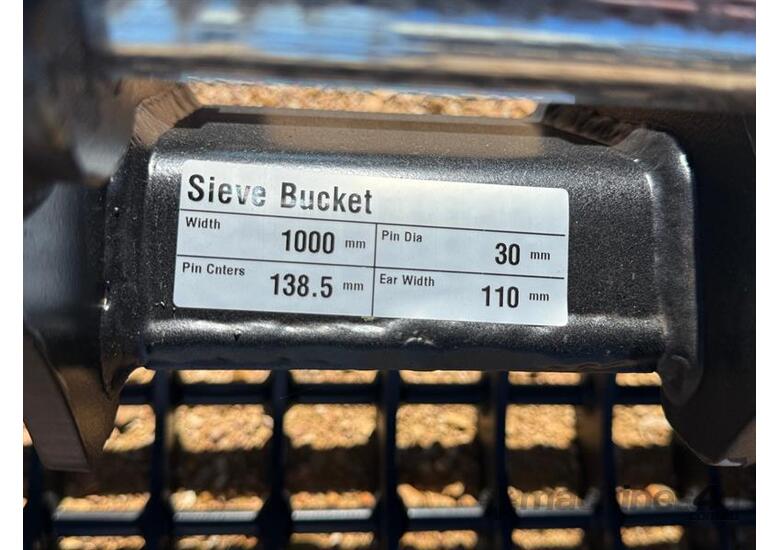 Sieve Bucket
Width 1000 mm Pin Dia 30 mm
Pin Cnters 138.5 mm Ear Width 110 mm